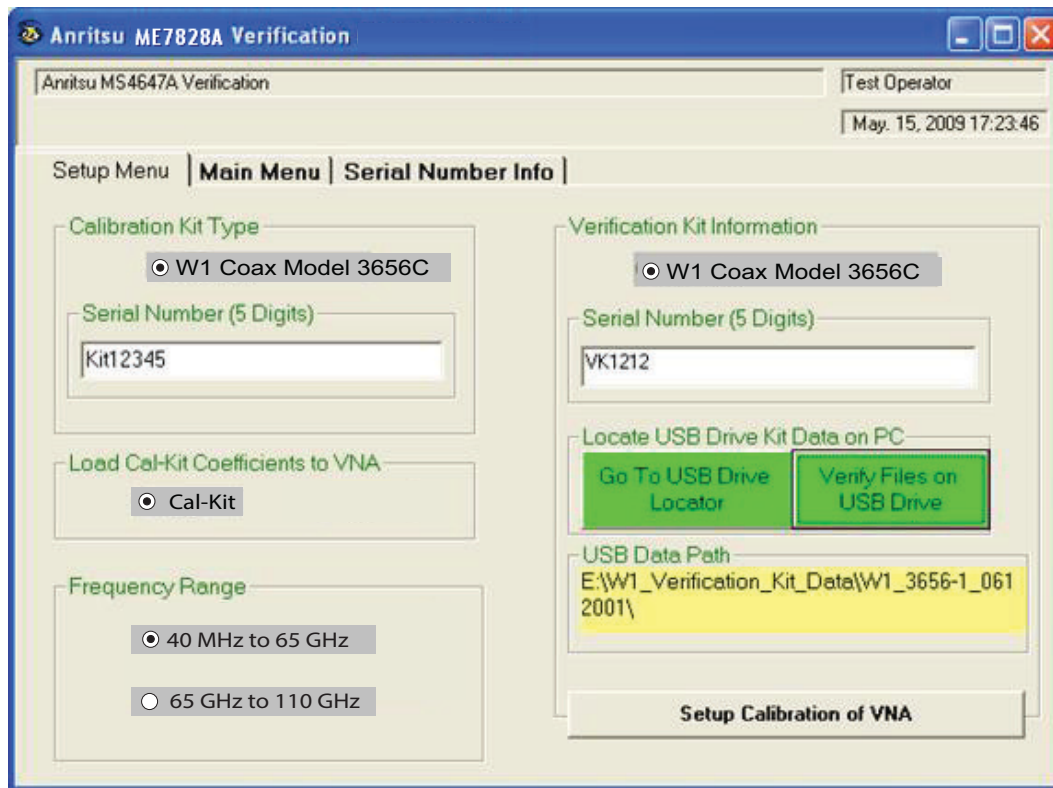 Anritsu ME7828A Verification
Anritsu MS4647A Verification
Test Operator
May. 15, 2009 17:23:46
Setup Menu
Main Menu
Serial Number Info
Calibration Kit Type
W1 Coax Model 3656C
Serial Number (5 Digits)
Kit12345
Load Cal-Kit Coefficients to VNA
Cal-Kit
Frequency Range
40 MHz to 65 GHz
65 GHz to 110 GHz
Verification Kit Information
W1 Coax Model 3656C
Serial Number (5 Digits)
VK1212
Locate USB Drive Kit Data on PC
Go To USB Drive
Locator
Verify Files on
USB Drive
USB Data Path
E:\W1_Verification_Kit_Data\W1_3656-1_061
2001\
Setup Calibration of VNA